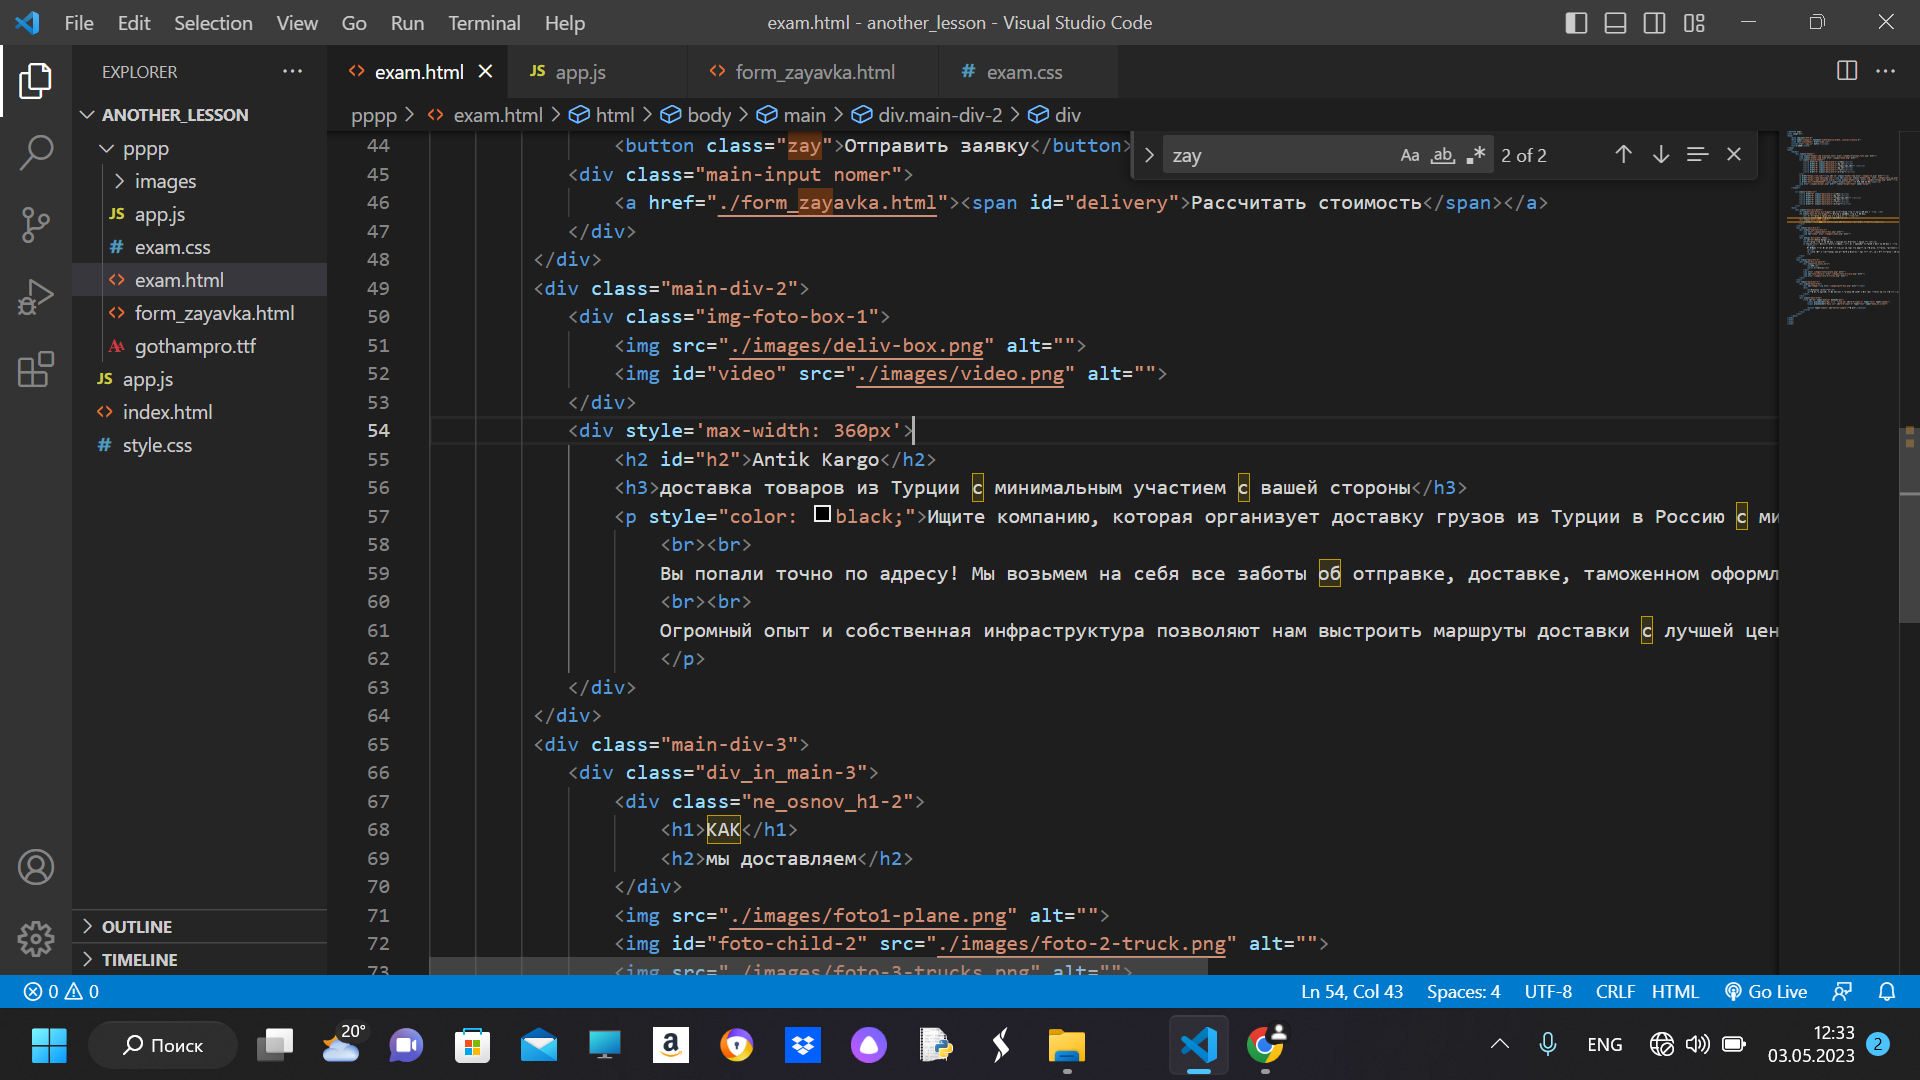 File Edit Selection View Go Run Terminal Help
exam.html - another_lesson - Visual Studio Code
EXPLORER
exam.html
app.js
form_zayavka.html
exam.css
ANOTHER_LESSON
pppp
images
app.js
exam.css
exam.html
form_zayavka.html
gothampro.ttf
app.js
index.html
style.css
OUTLINE
TIMELINE
pppp > exam.html > html > body > main > div.main-div-2 > div
zay
Aa ab 2 of 2
44 <button class="zay">Отправить заявку</button>
45 <div class="main-input nomer">
46 <a href="./form_zayavka.html"><span id="delivery">Рассчитать стоимость</span></a>
47 </div>
48 </div>
49 <div class="main-div-2">
50 <div class="img-foto-box-1">
51 <img src="./images/deliv-box.png" alt="">
52 <img id="video" src="./images/video.png" alt="">
53 </div>
54 <div style='max-width: 360px'>
55 <h2 id="h2">Antik Kargo</h2>
56 <h3>доставка товаров из Турции с минимальным участием с вашей стороны</h3>
57 <p style="color: black;">Ищите компанию, которая организует доставку грузов из Турции в Россию с ми
58 <br><br>
59 Вы попали точно по адресу! Мы возьмем на себя все заботы об отправке, доставке, таможенном оформл
60 <br><br>
61 Огромный опыт и собственная инфраструктура позволяют нам выстроить маршруты доставки с лучшей цен
62 </p>
63 </div>
64 </div>
65 <div class="main-div-3">
66 <div class="div_in_main-3">
67 <div class="ne_osnov_h1-2">
68 <h1>КАК</h1>
69 <h2>мы доставляем</h2>
70 </div>
71 <img src="./images/foto1-plane.png" alt="">
72 <img id="foto-child-2" src="./images/foto-2-truck.png" alt="">
73 <img src="./images/foto-3-trucks.png" alt="">
0 0
Ln 54, Col 43 Spaces: 4 UTF-8 CRLF HTML Go Live
Поиск
20°
ENG
12:33
03.05.2023
2